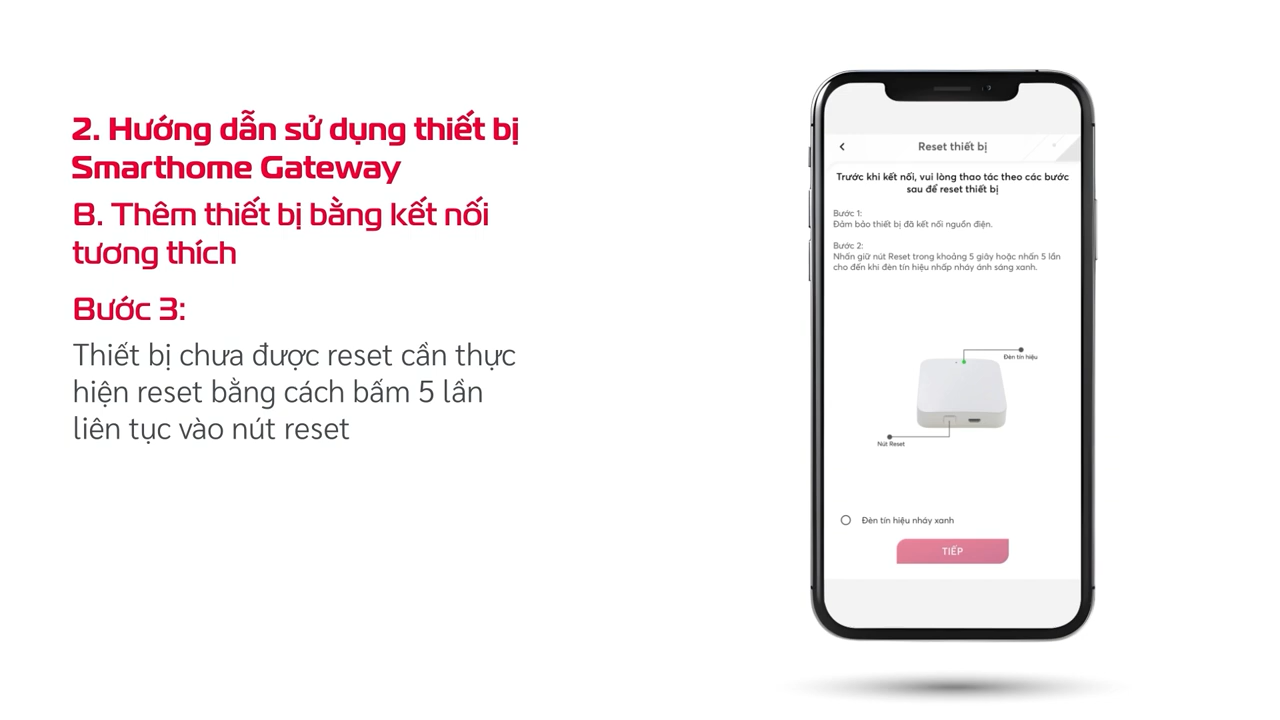 2. Hướng dẫn sử dụng thiết bị
Smarthome Gateway
B. Thêm thiết bị bằng kết nối
tương thích
Bước 3:
Thiết bị chưa được reset cần thực
hiện reset bằng cách bấm 5 lần
liên tục vào nút reset
Reset thiết bị
Trước khi kết nối, vui lòng thao tác theo các bước
sau để reset thiết bị
Bước 1:
Đảm bảo thiết bị đã kết nối nguồn điện.
Bước 2:
Nhấn giữ nút Reset trong khoảng 5 giây hoặc nhấn 5 lần
cho đến khi đèn tín hiệu nhấp nháy ánh sáng xanh.
Đèn tín hiệu
Nút Reset
Đèn tín hiệu nháy xanh
TIẾP